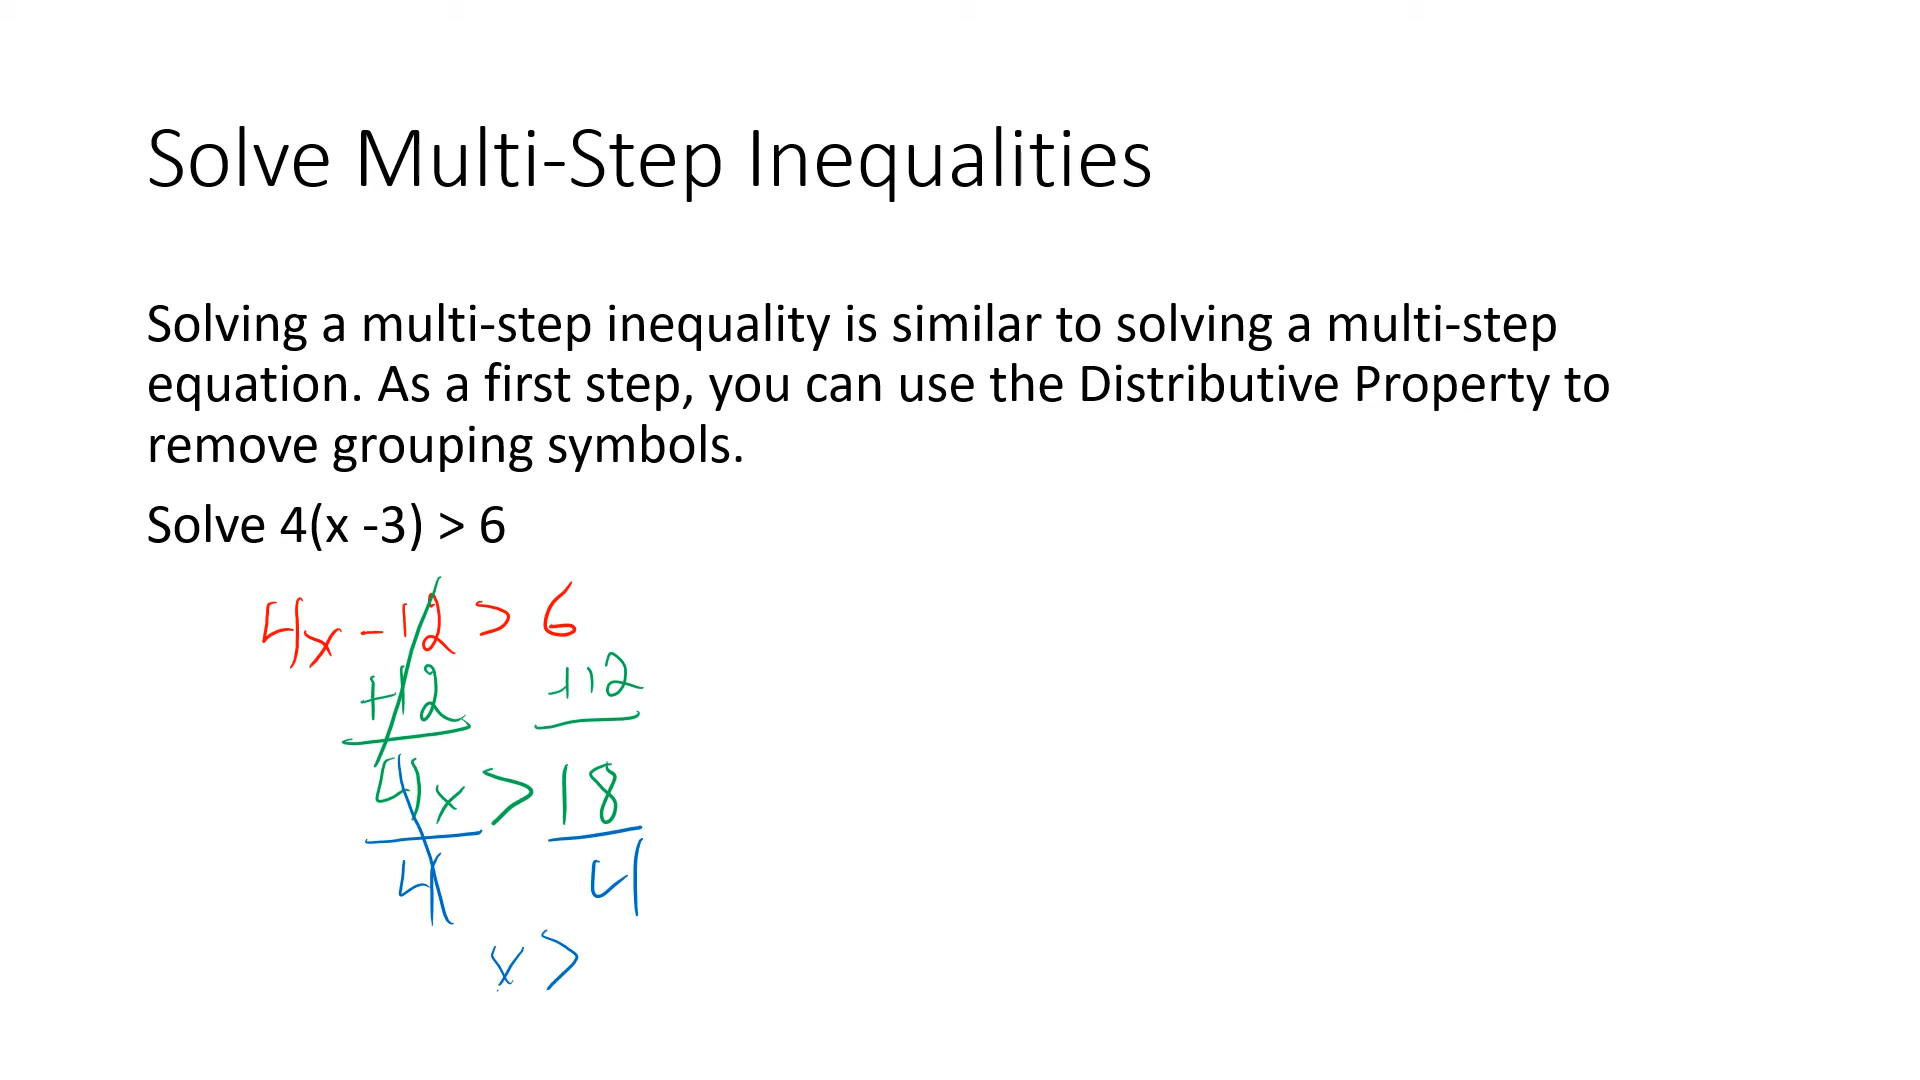 Solve Multi-Step Inequalities
Solving a multi-step inequality is similar to solving a multi-step
equation. As a first step, you can use the Distributive Property to
remove grouping symbols.
Solve 4(x -3) > 6
4x - 12 > 6
+12 +12
4x > 18
4 4
x >